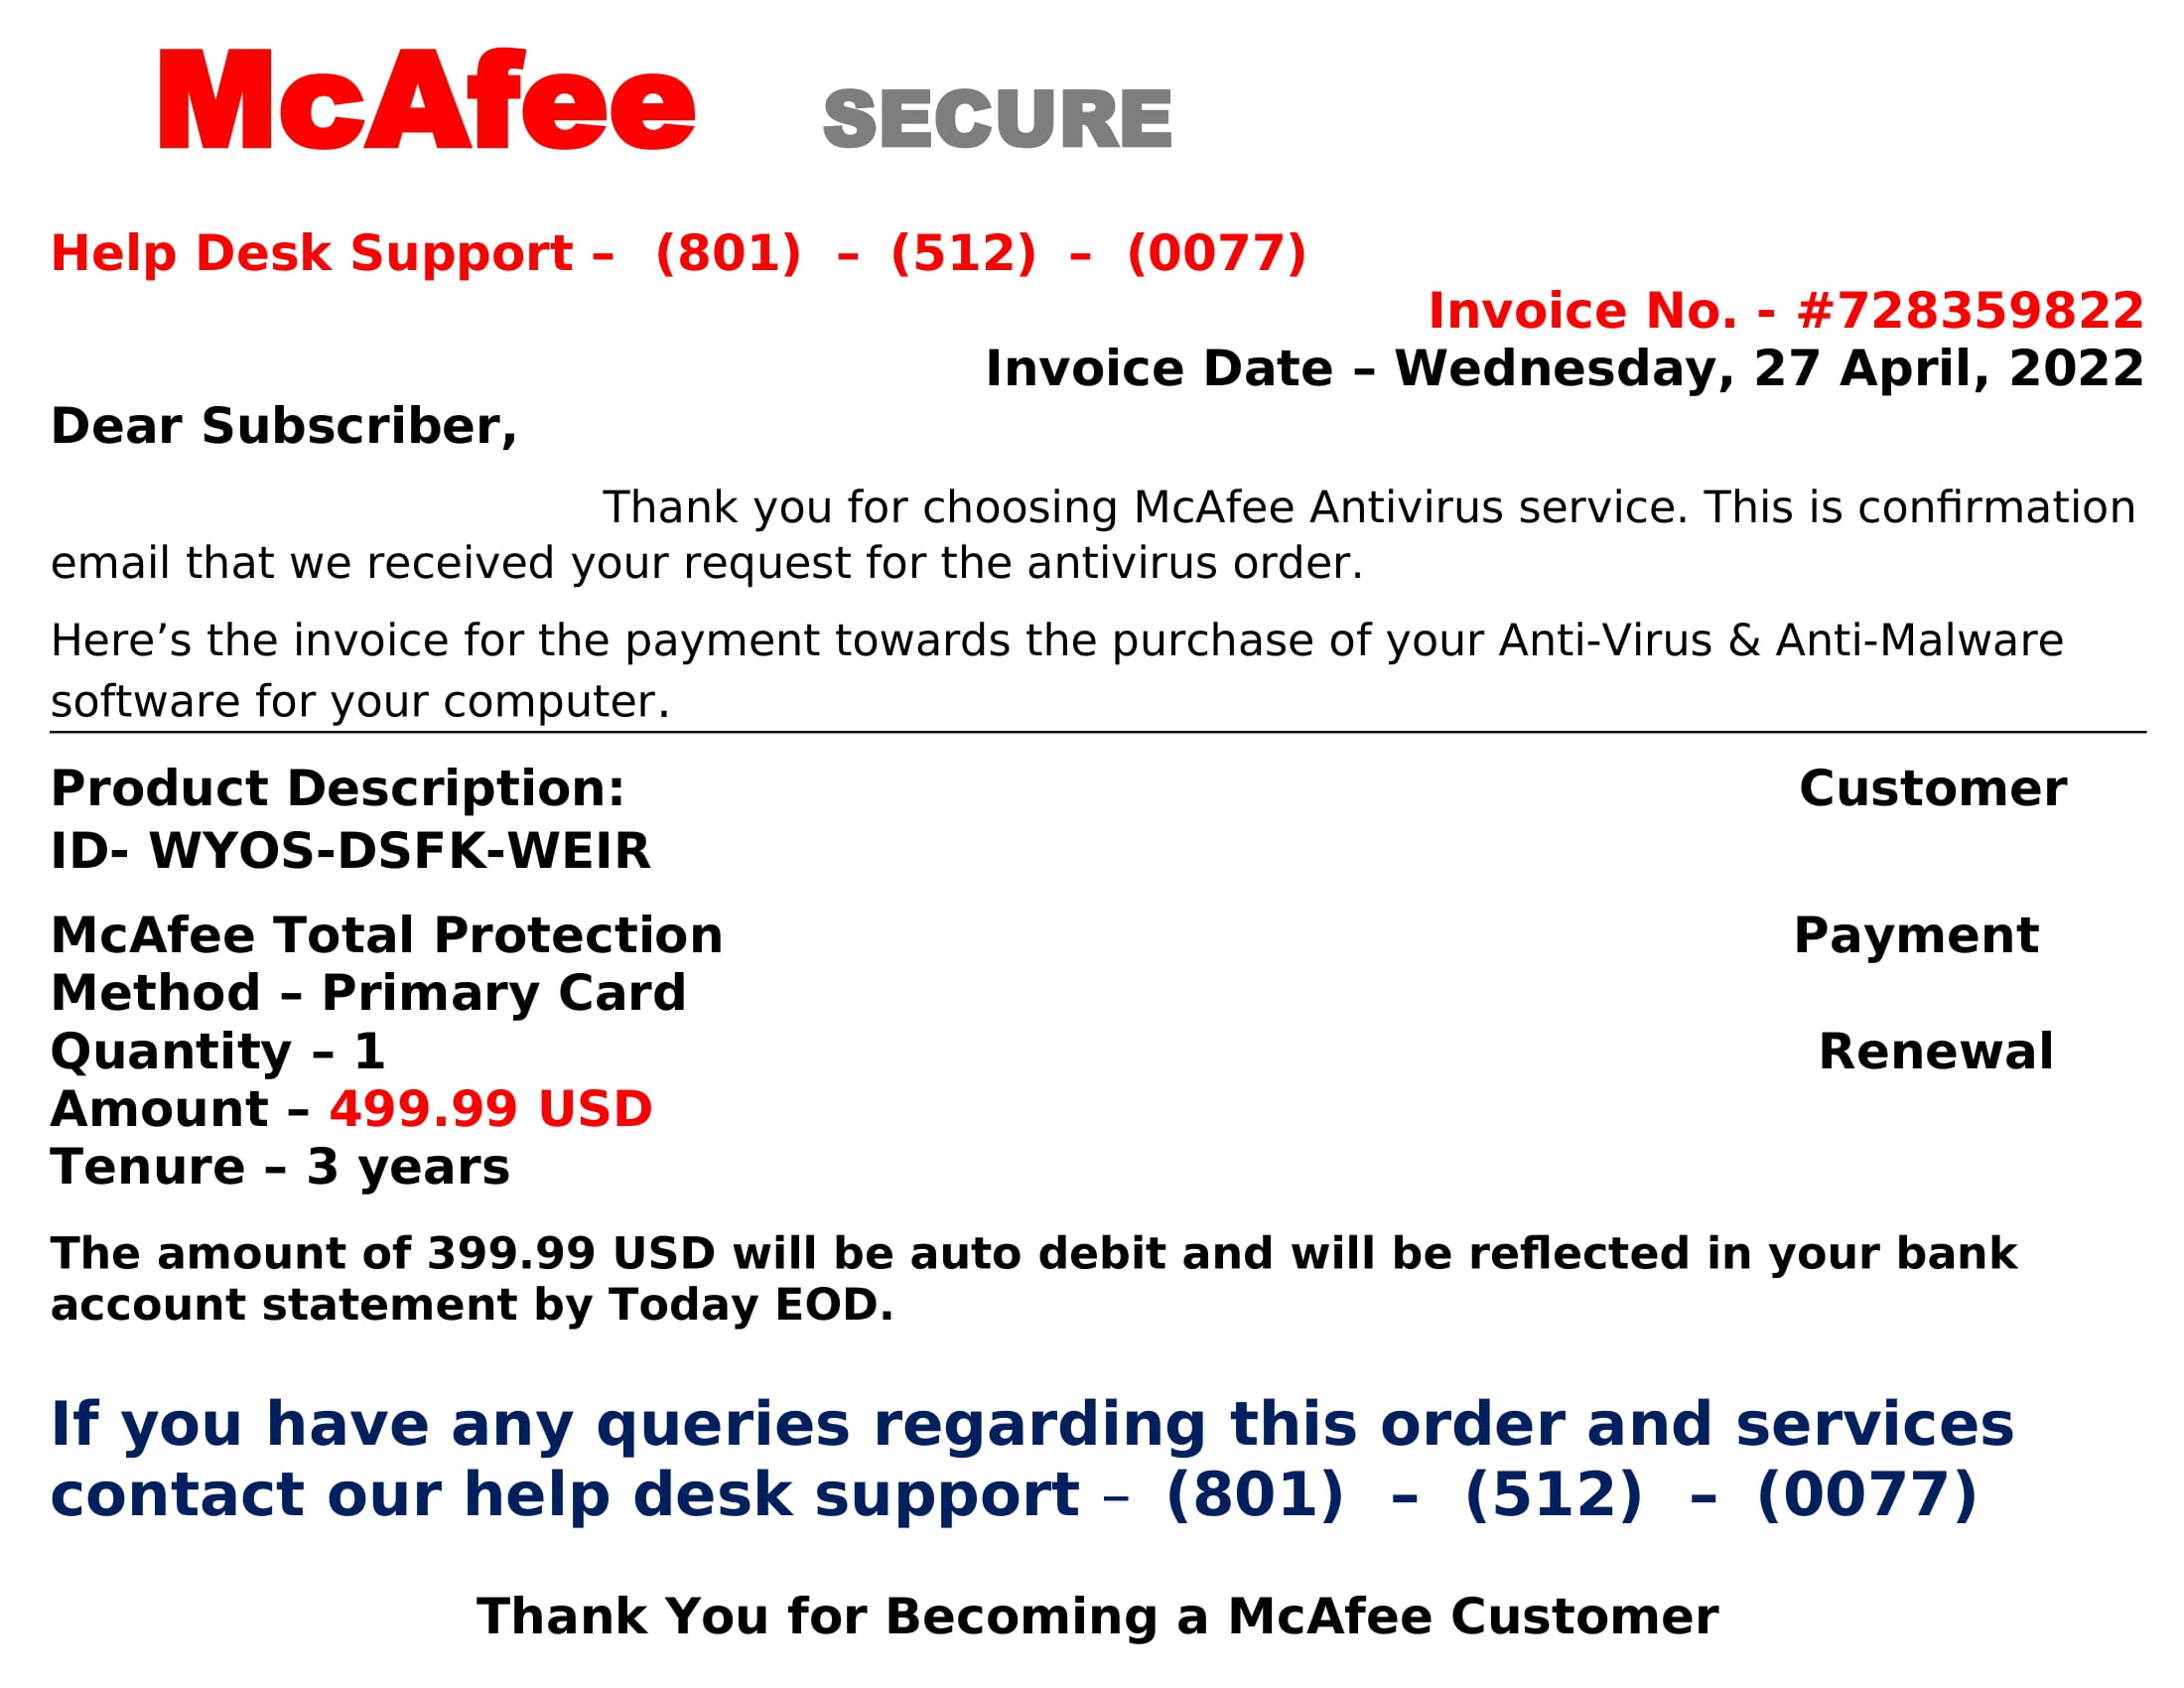 McAfee SECURE
Help Desk Support – (801) – (512) – (0077)
Invoice No. - #728359822
Invoice Date – Wednesday, 27 April, 2022
Dear Subscriber,
Thank you for choosing McAfee Antivirus service. This is confirmation
email that we received your request for the antivirus order.
Here’s the invoice for the payment towards the purchase of your Anti-Virus & Anti-Malware
software for your computer.
Product Description: Customer
ID- WYOS-DSFK-WEIR
McAfee Total Protection Payment
Method – Primary Card
Quantity – 1 Renewal
Amount – 499.99 USD
Tenure – 3 years
The amount of 399.99 USD will be auto debit and will be reflected in your bank
account statement by Today EOD.
If you have any queries regarding this order and services
contact our help desk support – (801) – (512) – (0077)
Thank You for Becoming a McAfee Customer